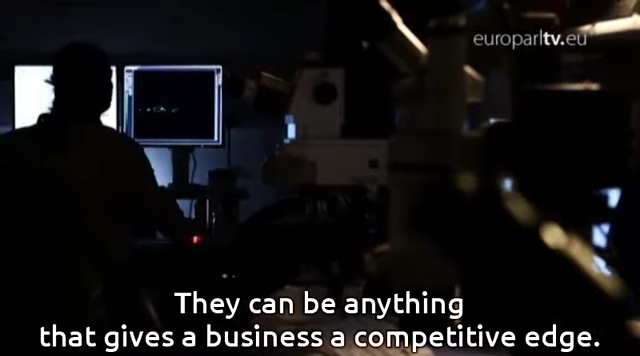 europarltv.eu
They can be anything
that gives a business a competitive edge.